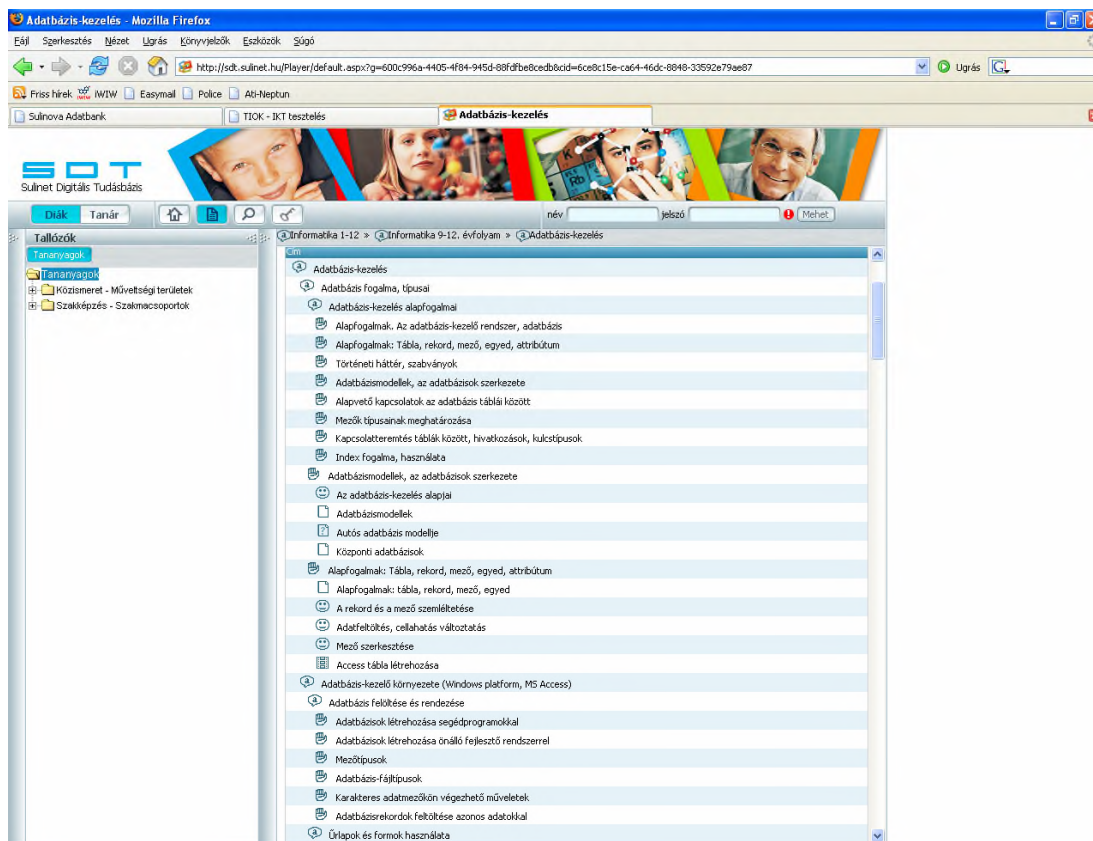 Adatbázis-kezelés - Mozilla Firefox
Fájl Szerkesztés Nézet Ugrás Könyvjelzők Eszközök Súgó
http://sdt.sulinet.hu/Player/default.aspx?g=600c996a-4405-4f84-945d-88fdfbe8cedb&cid=6ce8c15e-ca64-46dc-8848-33592e79ae87 Ugrás
Friss hírek iWiW Easymail Police Ati-Neptun
Sulinova Adatbank TIOK - IKT tesztelés Adatbázis-kezelés
SDT
Sulinet Digitális Tudásbázis
Diák Tanár név jelszó Mehet
Tallózók
Tananyagok
Tananyagok
Közismeret - Műveltségi területek
Szakképzés - Szakmacsoportok
Informatika 1-12 » Informatika 9-12. évfolyam » Adatbázis-kezelés
Cím
Adatbázis-kezelés
Adatbázis fogalma, típusai
Adatbázis-kezelés alapfogalmai
Alapfogalmak. Az adatbázis-kezelő rendszer, adatbázis
Alapfogalmak: Tábla, rekord, mező, egyed, attribútum
Történeti háttér, szabványok
Adatbázismodellek, az adatbázisok szerkezete
Alapvető kapcsolatok az adatbázis táblái között
Mezők típusainak meghatározása
Kapcsolatteremtés táblák között, hivatkozások, kulcstípusok
Index fogalma, használata
Adatbázismodellek, az adatbázisok szerkezete
Az adatbázis-kezelés alapjai
Adatbázismodellek
Autós adatbázis modellje
Központi adatbázisok
Alapfogalmak: Tábla, rekord, mező, egyed, attribútum
Alapfogalmak: tábla, rekord, mező, egyed
A rekord és a mező szemléltetése
Adatfeltöltés, cellahatás változtatás
Mező szerkesztése
Access tábla létrehozása
Adatbázis-kezelő környezete (Windows platform, MS Access)
Adatbázis felöltése és rendezése
Adatbázisok létrehozása segédprogramokkal
Adatbázisok létrehozása önálló fejlesztő rendszerrel
Mezőtípusok
Adatbázis-fájltípusok
Karakteres adatmezőkön végezhető műveletek
Adatbázisrekordok feltöltése azonos adatokkal
Űrlapok és formok használata